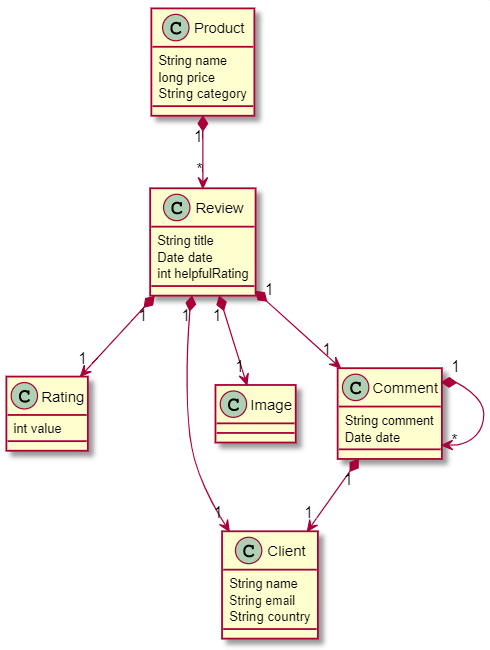 C Product
String name
long price
String category
1
*
C Review
String title
Date date
int helpfulRating
1
1
1
1
1
1
1
1
C Rating
int value
C Image
C Comment
String comment
Date date
1
*
1
1
C Client
String name
String email
String country